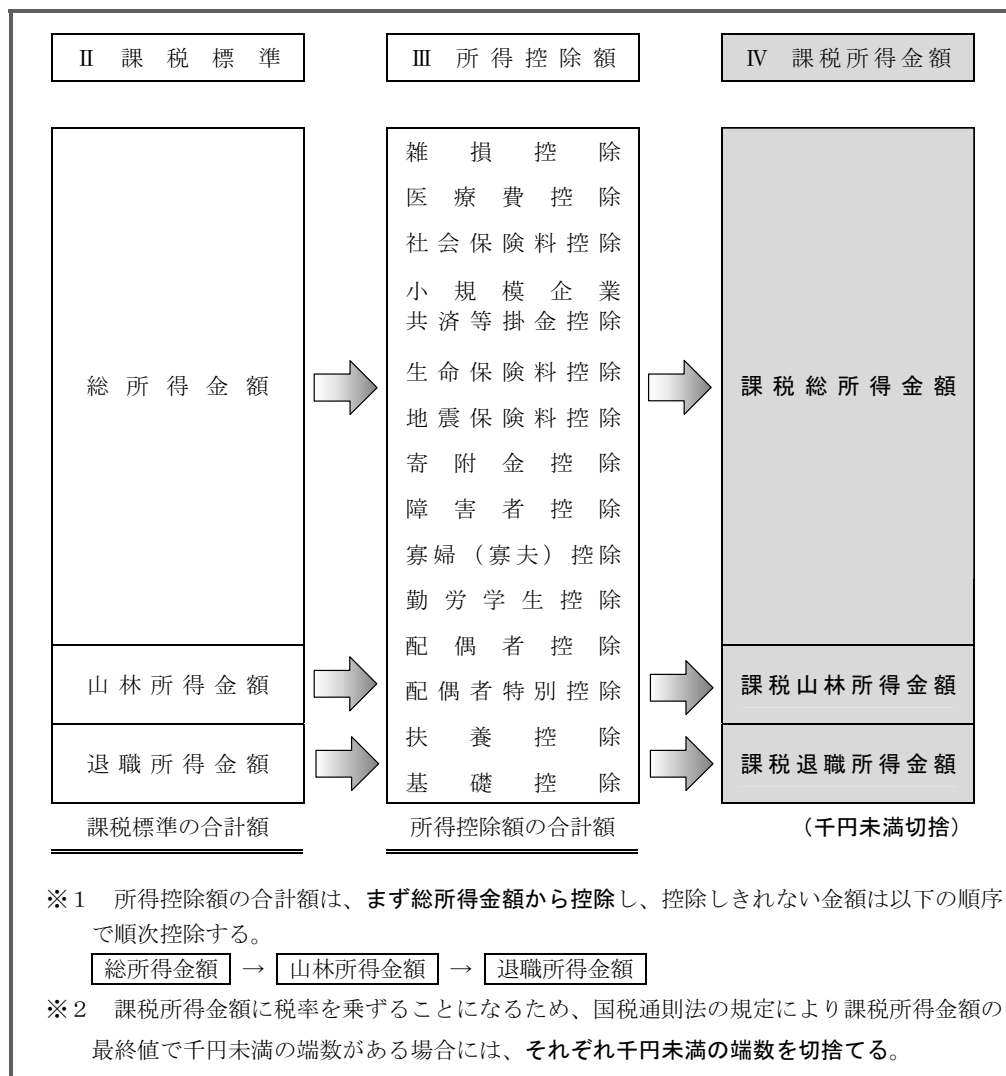 Ⅱ 課税標準
Ⅲ 所得控除額
Ⅳ 課税所得金額
総所得金額
山林所得金額
退職所得金額
課税標準の合計額
雑損控除
医療費控除
社会保険料控除
小規模企業
共済等掛金控除
生命保険料控除
地震保険料控除
寄附金控除
障害者控除
寡婦（寡夫）控除
勤労学生控除
配偶者控除
配偶者特別控除
扶養控除
基礎控除
所得控除額の合計額
課税総所得金額
課税山林所得金額
課税退職所得金額
（千円未満切捨）
※１　所得控除額の合計額は、まず総所得金額から控除し、控除しきれない金額は以下の順序
で順次控除する。
総所得金額 → 山林所得金額 → 退職所得金額
※２　課税所得金額に税率を乗ずることになるため、国税通則法の規定により課税所得金額の
最終値で千円未満の端数がある場合には、それぞれ千円未満の端数を切捨てる。